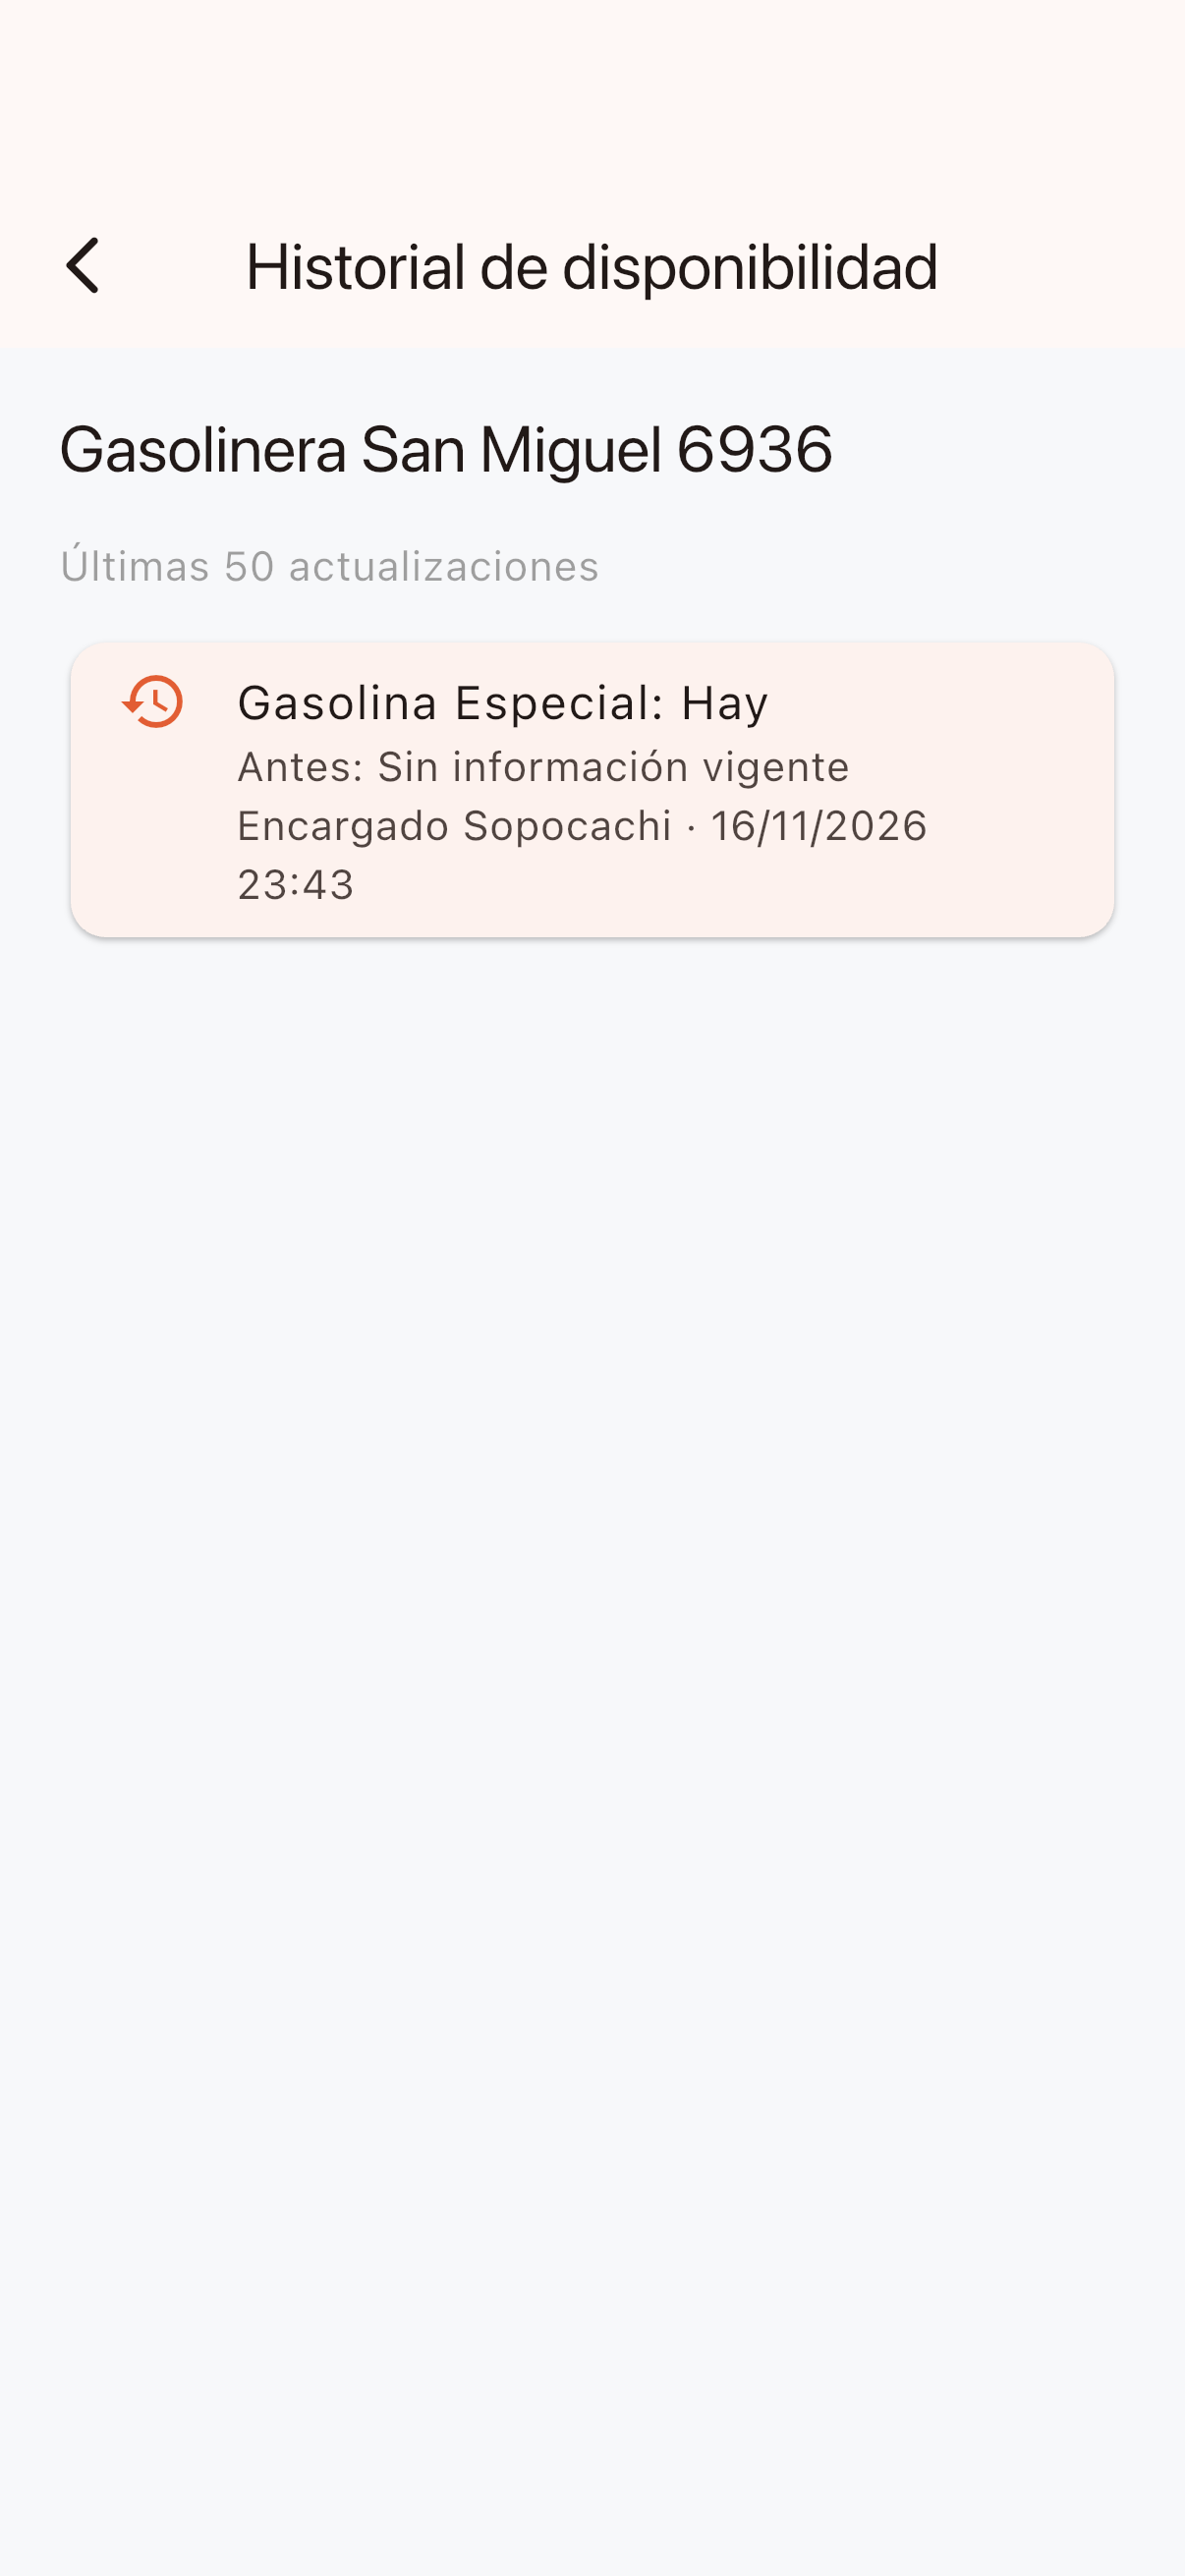 Historial de disponibilidad
Gasolinera San Miguel 6936
Últimas 50 actualizaciones
Gasolina Especial: Hay
Antes: Sin información vigente
Encargado Sopocachi · 16/11/2026
23:43